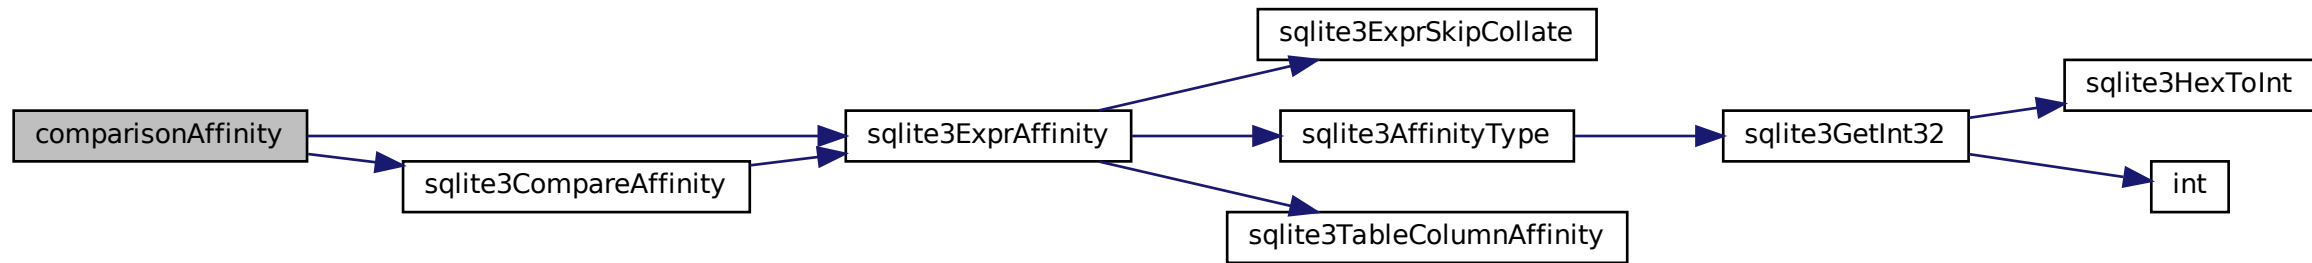 comparisonAffinity
sqlite3CompareAffinity
sqlite3ExprAffinity
sqlite3ExprSkipCollate
sqlite3AffinityType
sqlite3TableColumnAffinity
sqlite3GetInt32
sqlite3HexToInt
int